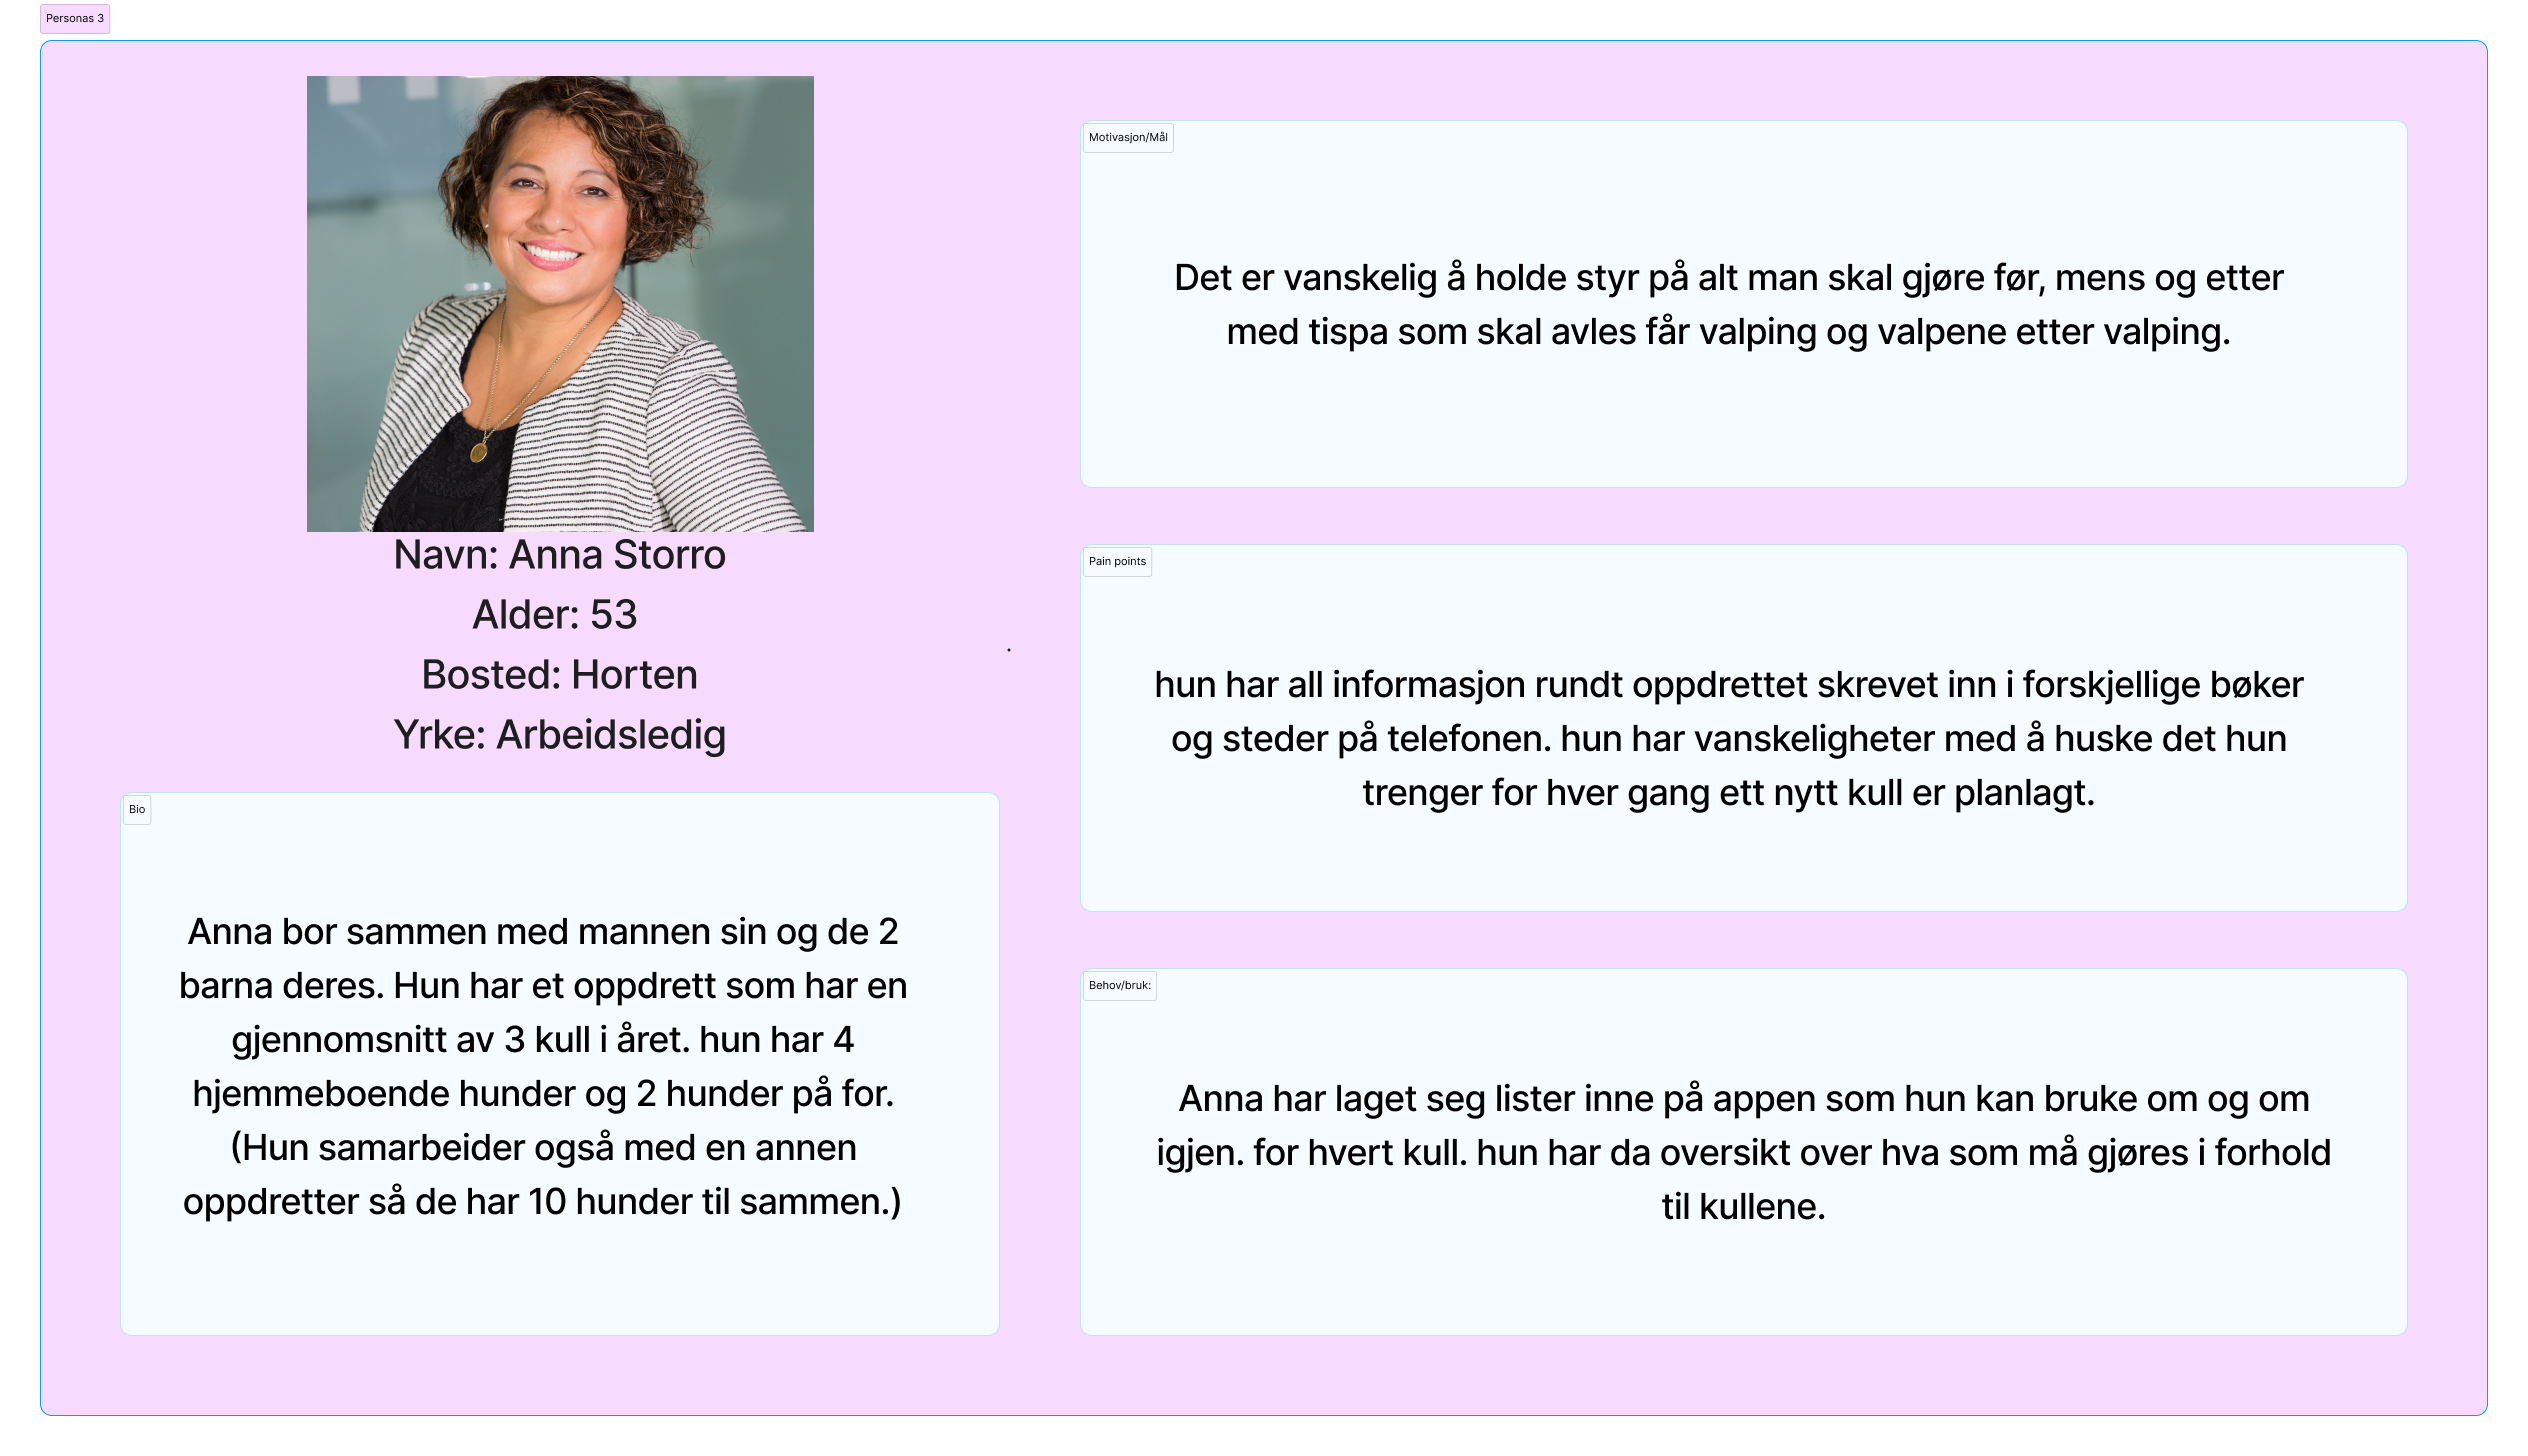 Personas 3
Navn: Anna Storro
Alder: 53
Bosted: Horten
Yrke: Arbeidsledig
Bio
Anna bor sammen med mannen sin og de 2
barna deres. Hun har et oppdrett som har en
gjennomsnitt av 3 kull i året. hun har 4
hjemmeboende hunder og 2 hunder på for.
(Hun samarbeider også med en annen
oppdretter så de har 10 hunder til sammen.)
Motivasjon/Mål
Det er vanskelig å holde styr på alt man skal gjøre før, mens og etter
med tispa som skal avles får valping og valpene etter valping.
Pain points
hun har all informasjon rundt oppdrettet skrevet inn i forskjellige bøker
og steder på telefonen. hun har vanskeligheter med å huske det hun
trenger for hver gang ett nytt kull er planlagt.
Behov/bruk:
Anna har laget seg lister inne på appen som hun kan bruke om og om
igjen. for hvert kull. hun har da oversikt over hva som må gjøres i forhold
til kullene.